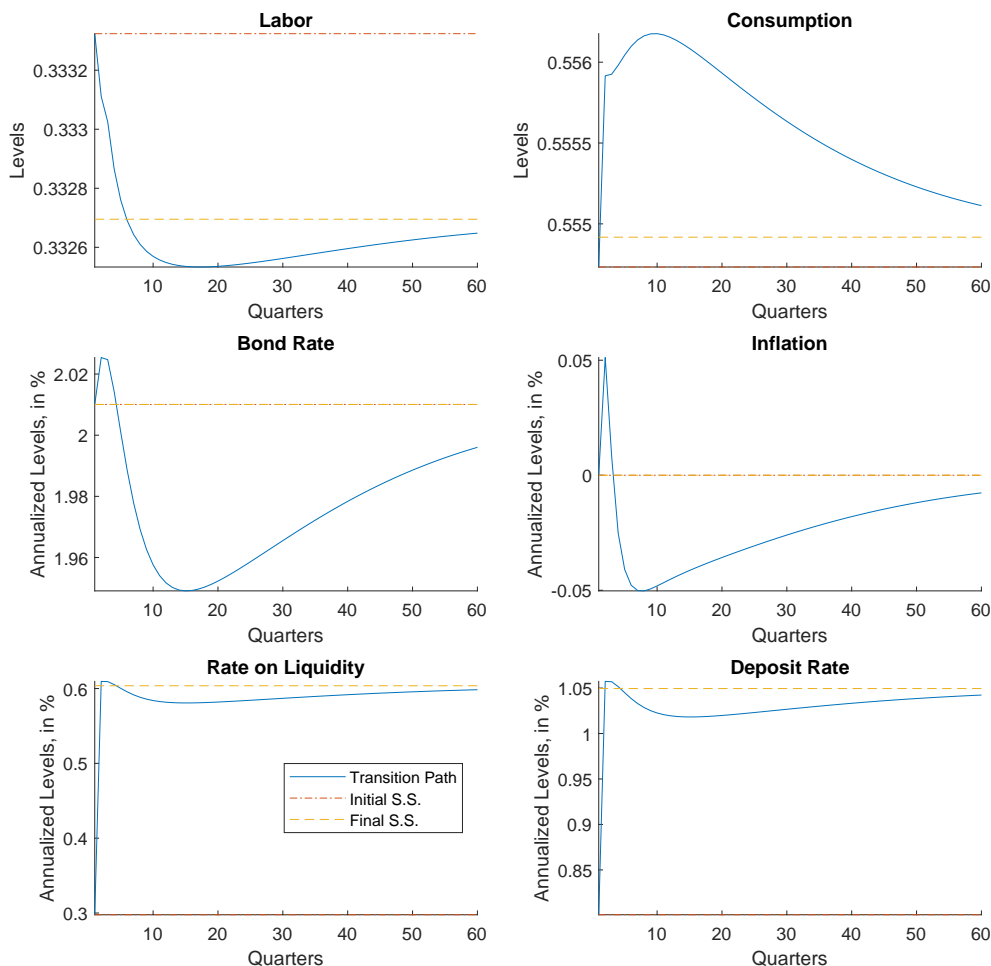 Labor
Levels
0.3332
0.333
0.3328
0.3326
10 20 30 40 50 60
Quarters
Consumption
Levels
0.556
0.5555
0.555
10 20 30 40 50 60
Quarters
Bond Rate
Annualized Levels, in %
2.02
2
1.98
1.96
10 20 30 40 50 60
Quarters
Inflation
Annualized Levels, in %
0.05
0
-0.05
10 20 30 40 50 60
Quarters
Rate on Liquidity
Annualized Levels, in %
0.6
0.5
0.4
0.3
Transition Path
Initial S.S.
Final S.S.
10 20 30 40 50 60
Quarters
Deposit Rate
Annualized Levels, in %
1.05
1
0.95
0.9
0.85
10 20 30 40 50 60
Quarters